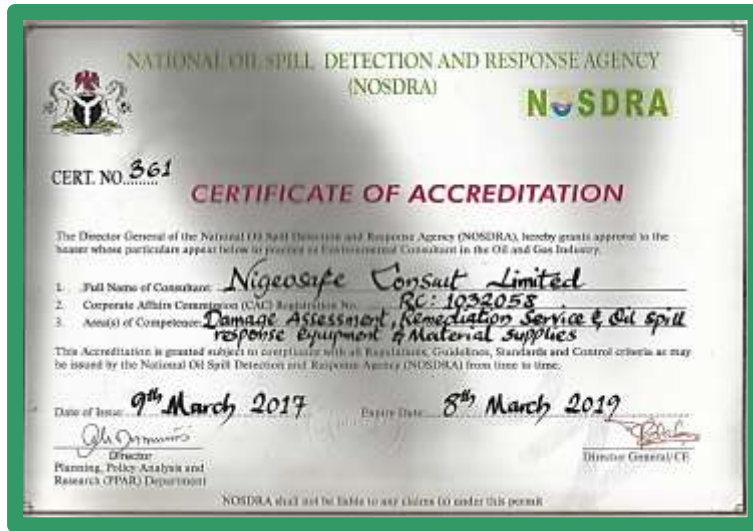 NATIONAL OIL SPILL DETECTION AND RESPONSE AGENCY
(NOSDRA)
NOSDRA
CERT. NO. 361
CERTIFICATE OF ACCREDITATION
The Director General of the National Oil Spill Detection and Response Agency (NOSDRA), hereby grants approval to the
bearer whose particulars appear below to practice as Environmental Consultant in the Oil and Gas Industry.
1. Full Name of Consultant: Nigeosafe Consult Limited
2. Corporate Affairs Commission (CAC) Registration No. RC: 1032058
3. Area(s) of Competence: Damage Assessment, Remediation Service & Oil spill
response equipment & Material supplies
This Accreditation is granted subject to compliance with all Regulations, Guidelines, Standards and Control criteria as may
be issued by the National Oil Spill Detection and Response Agency (NOSDRA) from time to time.
Date of Issue 9th March 2017 Expire Date 8th March 2019
Director
Planning, Policy Analysis and
Research (PPAR) Department
Director General/CE
NOSDRA shall not be liable to any claims to under this permit